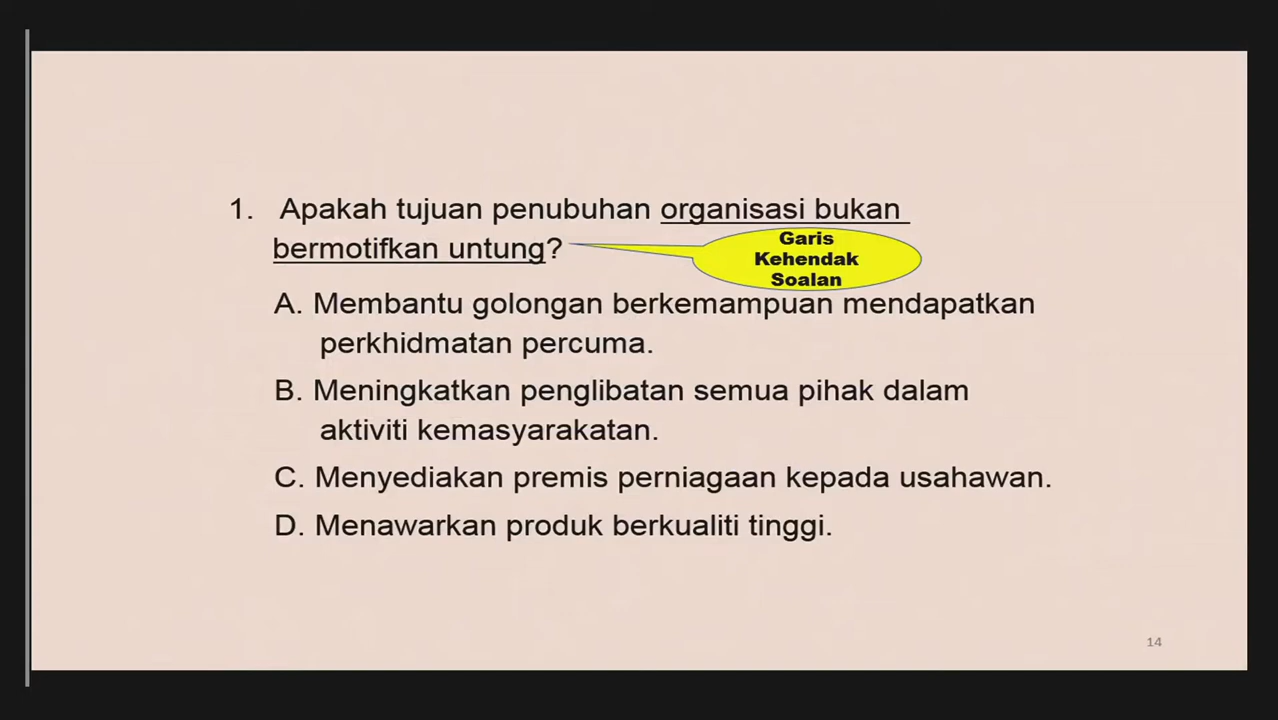 1. Apakah tujuan penubuhan organisasi bukan
bermotifkan untung?
Garis
Kehendak
Soalan
A. Membantu golongan berkemampuan mendapatkan
perkhidmatan percuma.
B. Meningkatkan penglibatan semua pihak dalam
aktiviti kemasyarakatan.
C. Menyediakan premis perniagaan kepada usahawan.
D. Menawarkan produk berkualiti tinggi.
14